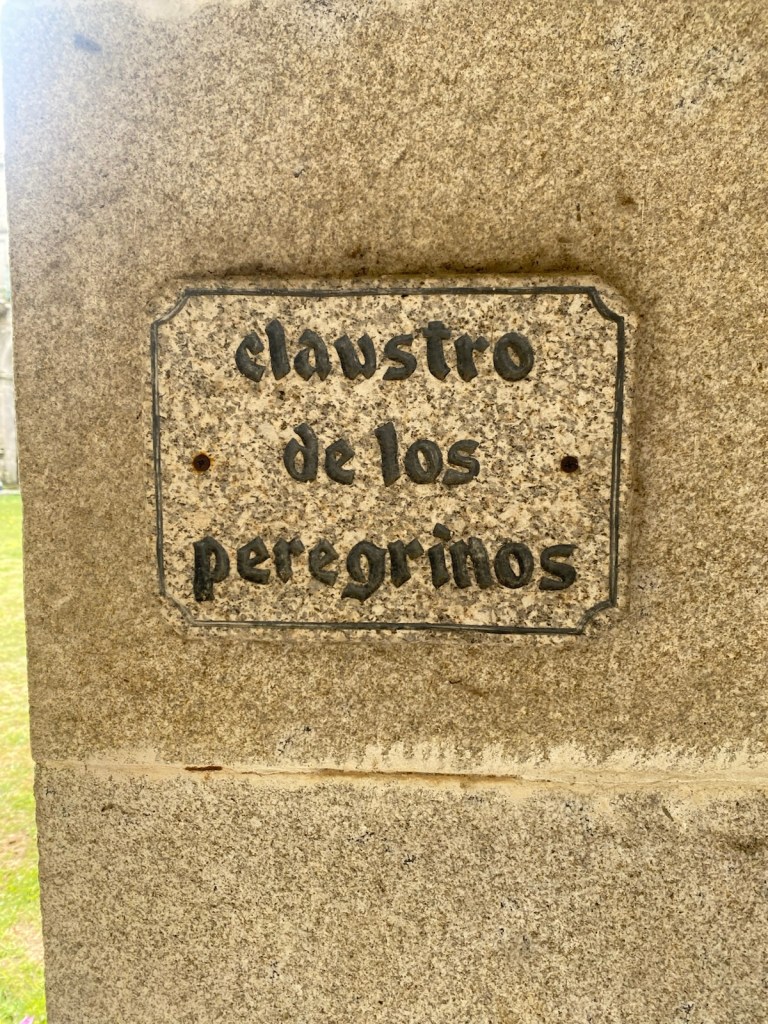 claustro
de los
peregrinos